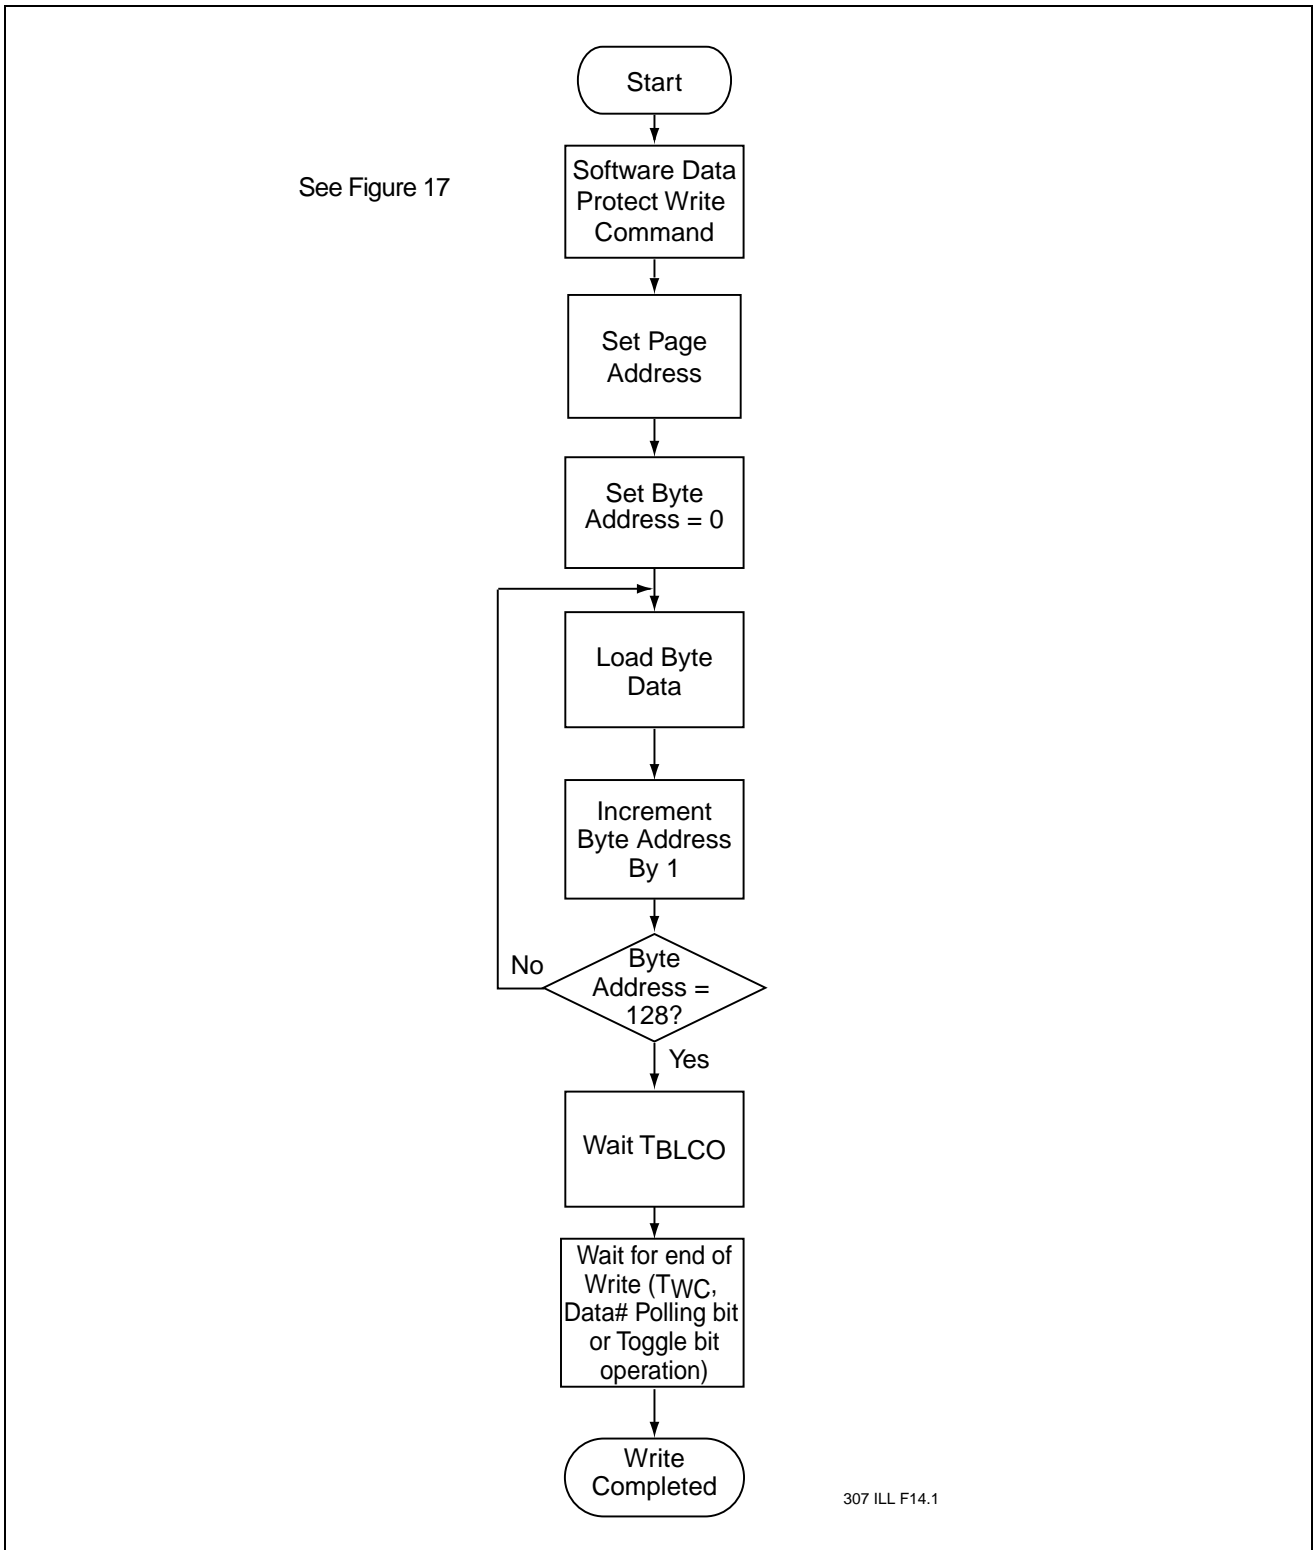 Start
See Figure 17
Software Data
Protect Write
Command
Set Page
Address
Set Byte
Address = 0
Load Byte
Data
Increment
Byte Address
By 1
No
Byte
Address =
128?
Yes
Wait TBLCO
Wait for end of
Write (TWC,
Data# Polling bit
or Toggle bit
operation)
Write
Completed
307 ILL F14.1